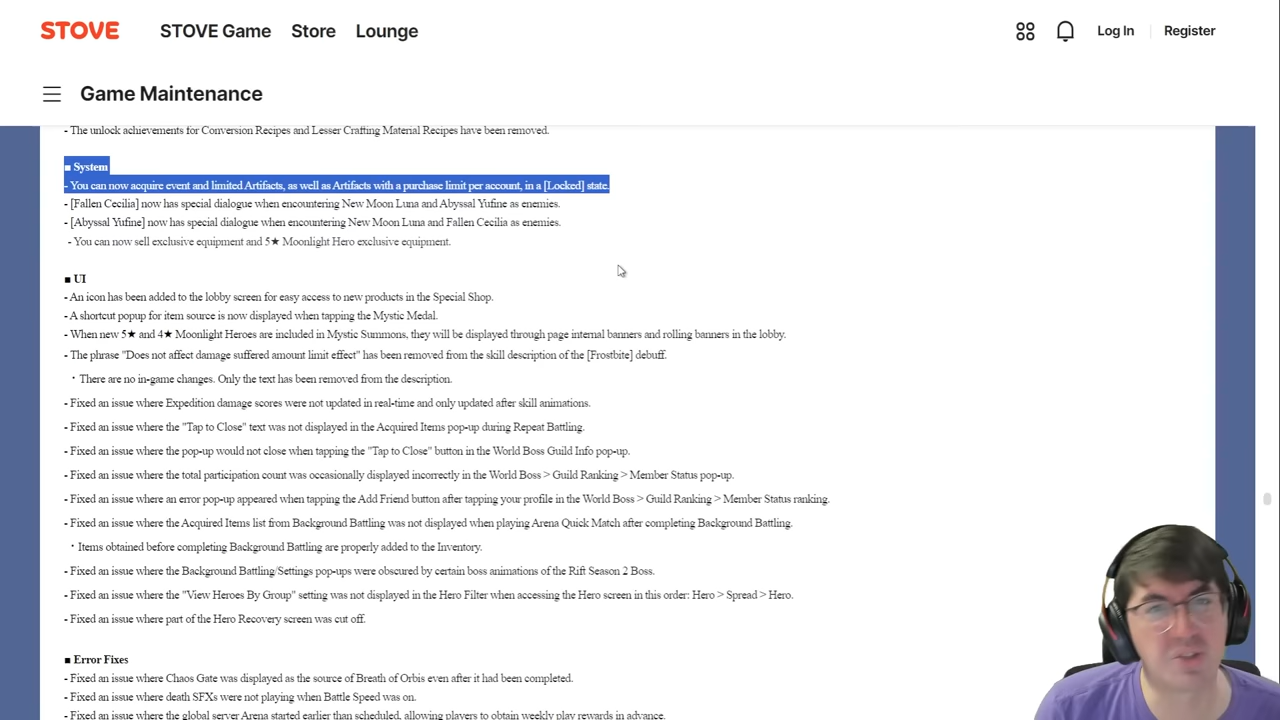 STOVE STOVE Game Store Lounge Log In Register
Game Maintenance
- The unlock achievements for Conversion Recipes and Lesser Crafting Material Recipes have been removed.
■ System
- You can now acquire event and limited Artifacts, as well as Artifacts with a purchase limit per account, in a [Locked] state.
- [Fallen Cecilia] now has special dialogue when encountering New Moon Luna and Abyssal Yufine as enemies.
- [Abyssal Yufine] now has special dialogue when encountering New Moon Luna and Fallen Cecilia as enemies.
- You can now sell exclusive equipment and 5★ Moonlight Hero exclusive equipment.
■ UI
- An icon has been added to the lobby screen for easy access to new products in the Special Shop.
- A shortcut popup for item source is now displayed when tapping the Mystic Medal.
- When new 5★ and 4★ Moonlight Heroes are included in Mystic Summons, they will be displayed through page internal banners and rolling banners in the lobby.
- The phrase "Does not affect damage suffered amount limit effect" has been removed from the skill description of the [Frostbite] debuff.
・There are no in-game changes. Only the text has been removed from the description.
- Fixed an issue where Expedition damage scores were not updated in real-time and only updated after skill animations.
- Fixed an issue where the "Tap to Close" text was not displayed in the Acquired Items pop-up during Repeat Battling.
- Fixed an issue where the pop-up would not close when tapping the "Tap to Close" button in the World Boss Guild Info pop-up.
- Fixed an issue where the total participation count was occasionally displayed incorrectly in the World Boss > Guild Ranking > Member Status pop-up.
- Fixed an issue where an error pop-up appeared when tapping the Add Friend button after tapping your profile in the World Boss > Guild Ranking > Member Status ranking.
- Fixed an issue where the Acquired Items list from Background Battling was not displayed when playing Arena Quick Match after completing Background Battling.
・Items obtained before completing Background Battling are properly added to the Inventory.
- Fixed an issue where the Background Battling/Settings pop-ups were obscured by certain boss animations of the Rift Season 2 Boss.
- Fixed an issue where the "View Heroes By Group" setting was not displayed in the Hero Filter when accessing the Hero screen in this order: Hero > Spread > Hero.
- Fixed an issue where part of the Hero Recovery screen was cut off.
■ Error Fixes
- Fixed an issue where Chaos Gate was displayed as the source of Breath of Orbis even after it had been completed.
- Fixed an issue where death SFXs were not playing when Battle Speed was on.
- Fixed an issue where the global server Arena started earlier than scheduled, allowing players to obtain weekly play rewards in advance.